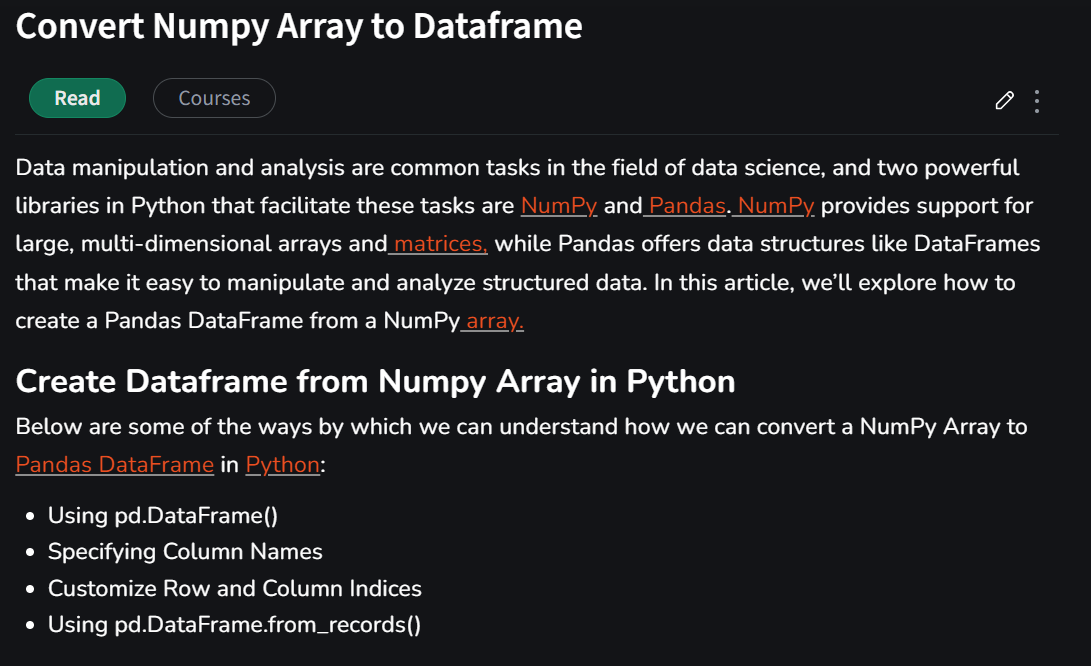 Convert Numpy Array to Dataframe
Read
Courses
Data manipulation and analysis are common tasks in the field of data science, and two powerful
libraries in Python that facilitate these tasks are NumPy and Pandas. NumPy provides support for
large, multi-dimensional arrays and matrices, while Pandas offers data structures like DataFrames
that make it easy to manipulate and analyze structured data. In this article, we’ll explore how to
create a Pandas DataFrame from a NumPy array.
Create Dataframe from Numpy Array in Python
Below are some of the ways by which we can understand how we can convert a NumPy Array to
Pandas DataFrame in Python:
• Using pd.DataFrame()
• Specifying Column Names
• Customize Row and Column Indices
• Using pd.DataFrame.from_records()